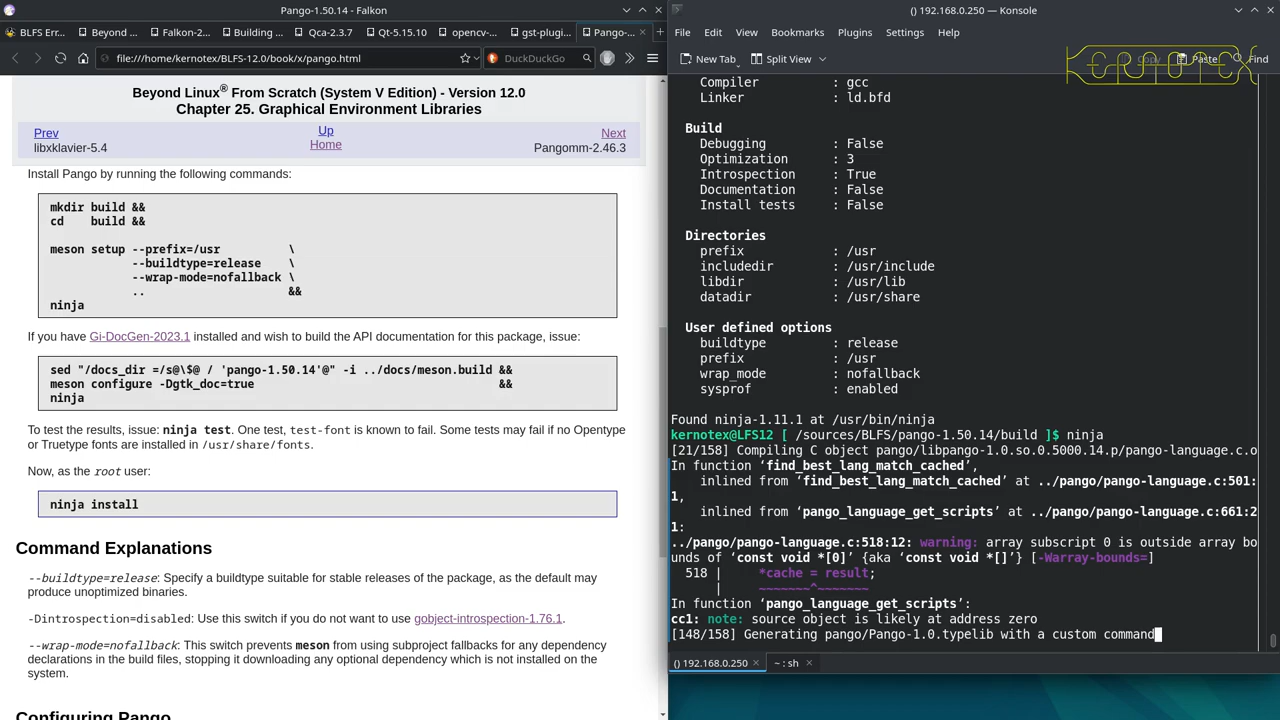 Pango-1.50.14 - Falkon
BLFS Err...
Beyond ...
Falkon-2...
Building ...
Qca-2.3.7
Qt-5.15.10
opencv-...
gst-plugi...
Pango-...
file:///home/kernotex/BLFS-12.0/book/x/pango.html
DuckDuckGo
Beyond Linux® From Scratch (System V Edition) - Version 12.0
Chapter 25. Graphical Environment Libraries
Prev Up Next
libxklavier-5.4 Home Pangomm-2.46.3
Install Pango by running the following commands:
mkdir build &&
cd    build &&
meson setup --prefix=/usr          \
            --buildtype=release    \
            --wrap-mode=nofallback \
            ..                     &&
ninja
If you have Gi-DocGen-2023.1 installed and wish to build the API documentation for this package, issue:
sed "/docs_dir =/s@\$@ / 'pango-1.50.14'@" -i ../docs/meson.build &&
meson configure -Dgtk_doc=true                                    &&
ninja
To test the results, issue: ninja test. One test, test-font is known to fail. Some tests may fail if no Opentype
or Truetype fonts are installed in /usr/share/fonts.
Now, as the root user:
ninja install
Command Explanations
--buildtype=release: Specify a buildtype suitable for stable releases of the package, as the default may
produce unoptimized binaries.
-Dintrospection=disabled: Use this switch if you do not want to use gobject-introspection-1.76.1.
--wrap-mode=nofallback: This switch prevents meson from using subproject fallbacks for any dependency
declarations in the build files, stopping it downloading any optional dependency which is not installed on the
system.
Configuring Pango
() 192.168.0.250 — Konsole
File Edit View Bookmarks Plugins Settings Help
New Tab Split View Copy Paste Find
KERNOTEX
Compiler : gcc
Linker : ld.bfd
Build
Debugging : False
Optimization : 3
Introspection : True
Documentation : False
Install tests : False
Directories
prefix : /usr
includedir : /usr/include
libdir : /usr/lib
datadir : /usr/share
User defined options
buildtype : release
prefix : /usr
wrap_mode : nofallback
sysprof : enabled
Found ninja-1.11.1 at /usr/bin/ninja
kernotex@LFS12 [ /sources/BLFS/pango-1.50.14/build ]$ ninja
[21/158] Compiling C object pango/libpango-1.0.so.0.5000.14.p/pango-language.c.o
In function ‘find_best_lang_match_cached’,
inlined from ‘find_best_lang_match_cached’ at ../pango/pango-language.c:501:
1,
inlined from ‘pango_language_get_scripts’ at ../pango/pango-language.c:661:2
1:
../pango/pango-language.c:518:12: warning: array subscript 0 is outside array bo
unds of ‘const void *[0]’ {aka ‘const void *[]’} [-Warray-bounds=]
518 |     *cache = result;
|     ~~~~~~~^~~~~~~~
In function ‘pango_language_get_scripts’:
cc1: note: source object is likely at address zero
[148/158] Generating pango/Pango-1.0.typelib with a custom command
() 192.168.0.250
~ : sh